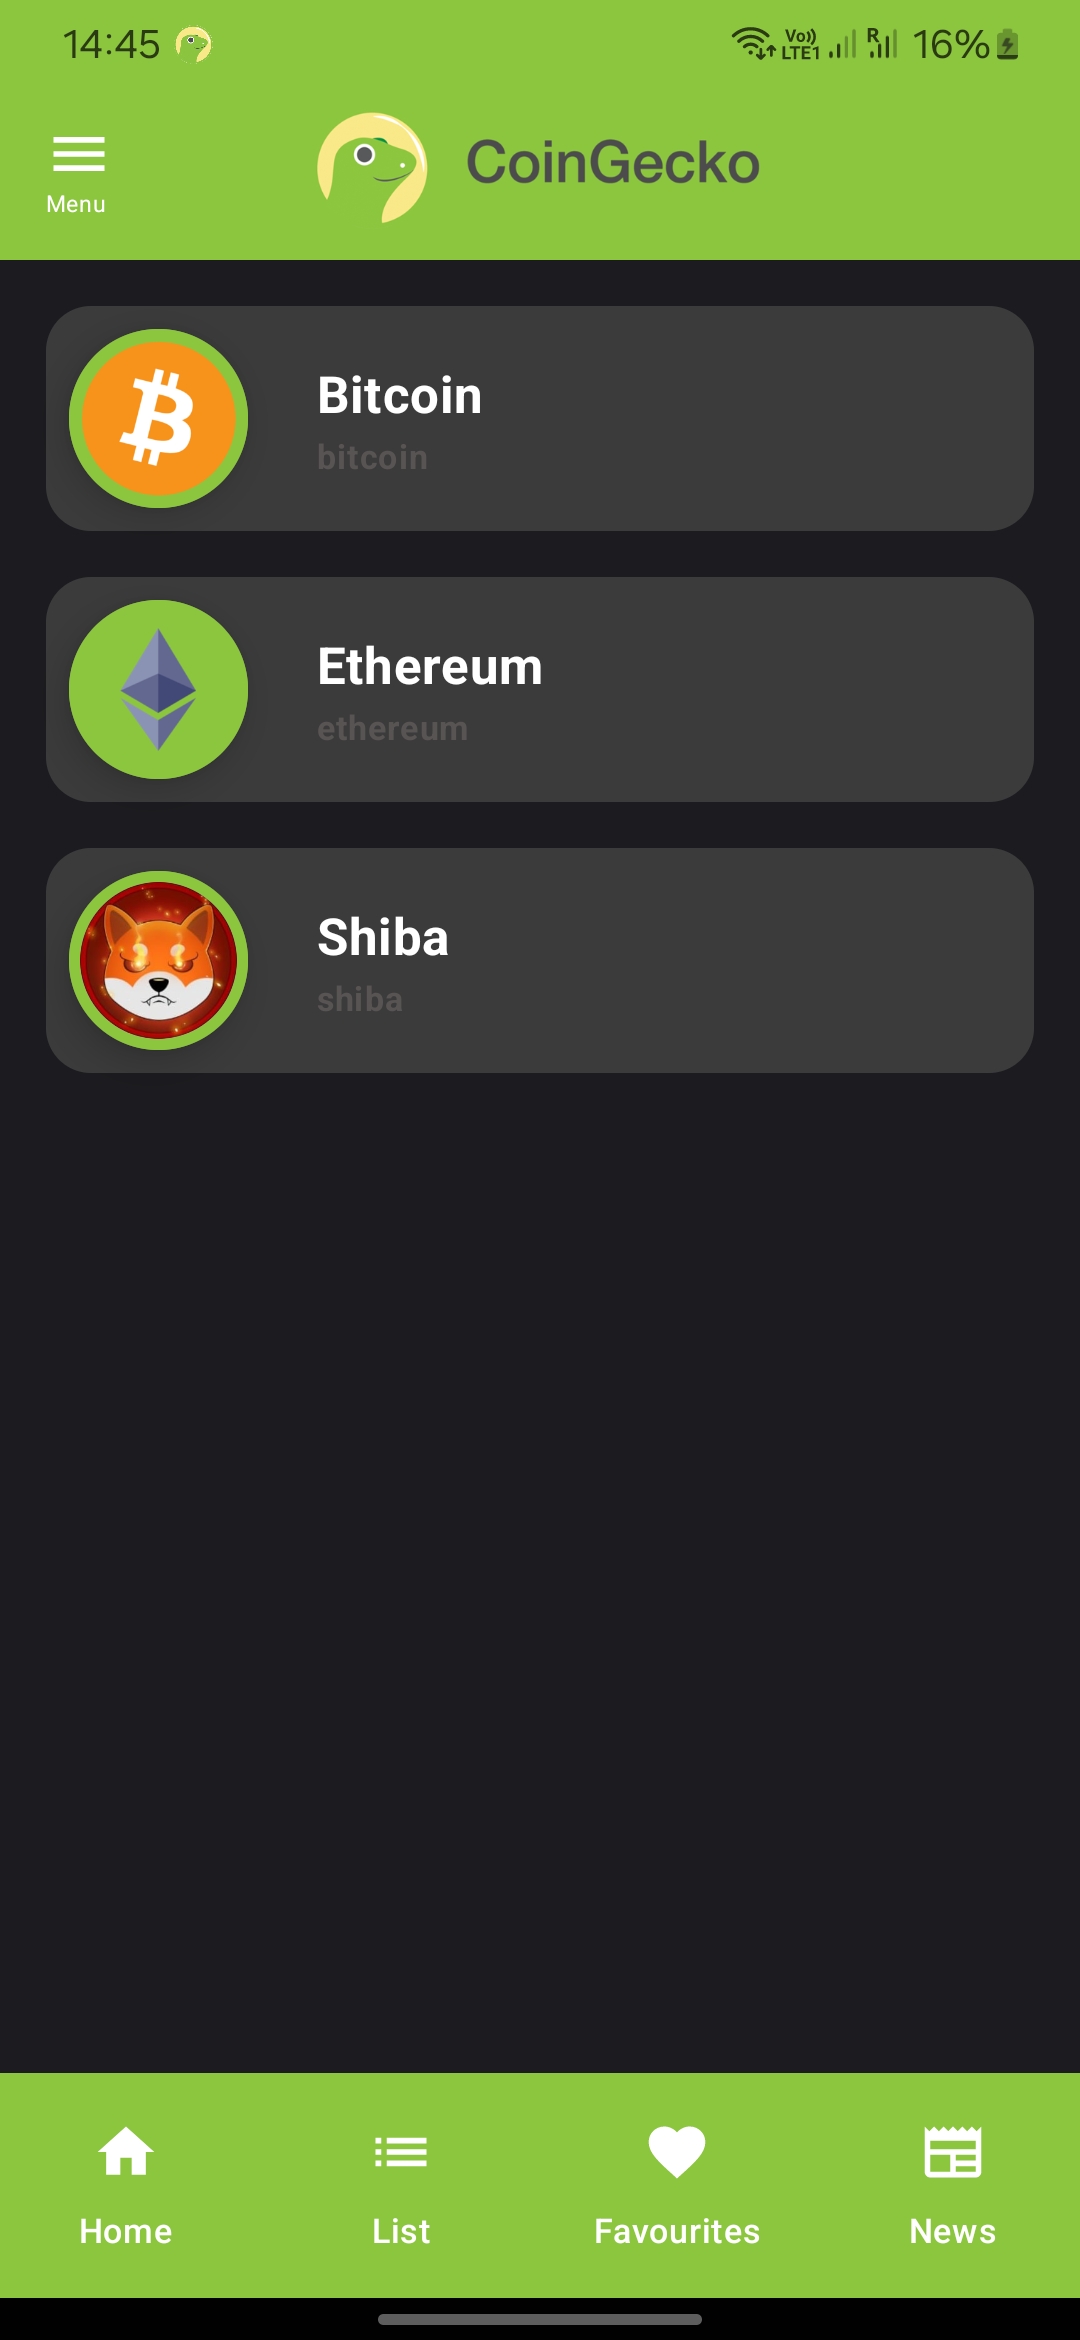 14:45
Vo))
LTE1
R
16%
CoinGecko
Menu
Bitcoin
bitcoin
Ethereum
ethereum
Shiba
shiba
Home
List
Favourites
News